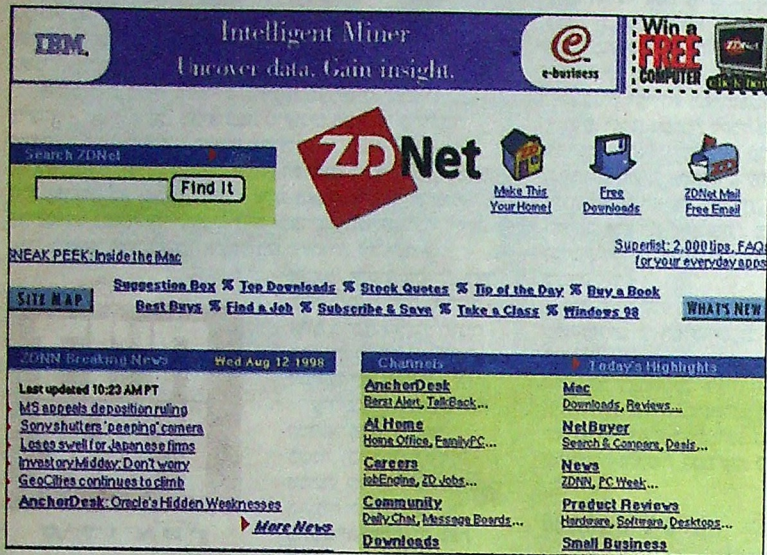 IBM.
Intelligent Miner
Uncover data. Gain insight.
e
e-business
Win a
FREE
COMPUTER
ZDNet
Search ZDNet
Find It
ZDNet
Make This
Your Home!
Free
Downloads
ZDNet Mail
Free Email
NEAK PEEK: Inside the iMac
Superlist: 2,000 tips, FAQs
for your everyday apps
SITE MAP
Suggestion Box % Top Downloads % Stock Quotes % Tip of the Day % Buy a Book
Best Buys % Find a Job % Subscribe & Save % Take a Class % Windows 98
WHAT'S NEW
ZDNN Breaking News Wed Aug 12 1998
Last updated 10:23 AM PT
MS appeals deposition ruling
Sony shutters 'peeping' camera
Loses swell for Japanese firms
Investory Midday: Don't worry
GeoCities continues to climb
AnchorDesk: Oracle's Hidden Weaknesses
More News
Channels
AnchorDesk
Berst Alert, TalkBack...
At Home
Home Office, FamilyPC...
Careers
jobEngine, ZD Jobs...
Community
Daily Chat, Message Boards...
Downloads
Today's Highlights
Mac
Downloads, Reviews...
NetBuyer
Search & Compare, Deals...
News
ZDNN, PC Week...
Product Reviews
Hardware, Software, Desktops...
Small Business